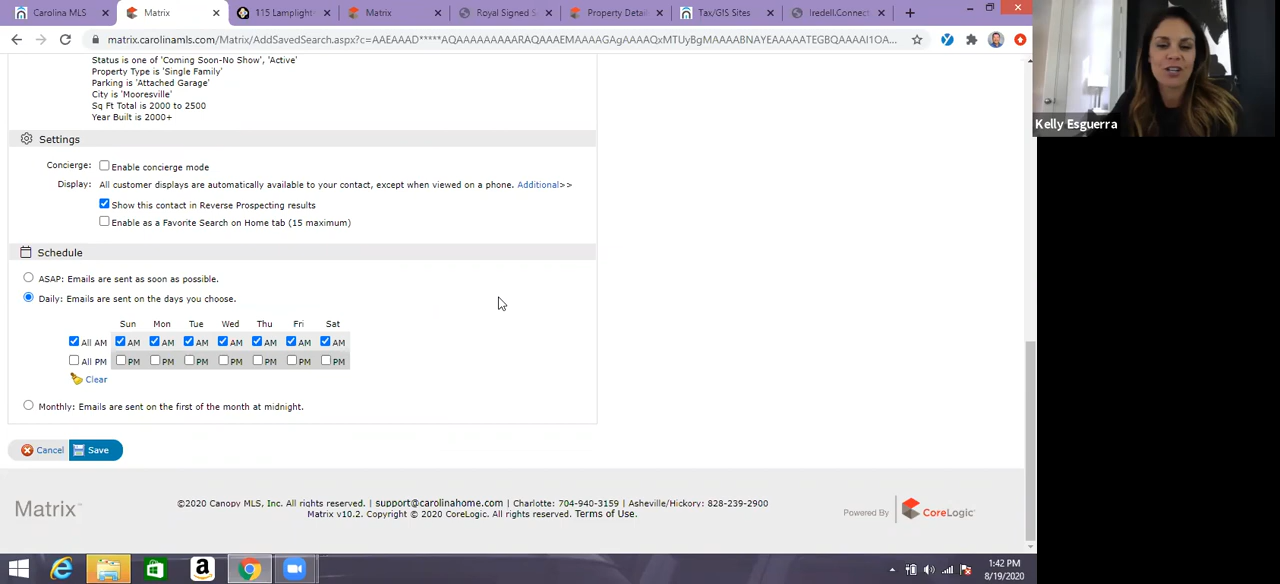 Carolina MLS
Matrix
115 Lamplight
Matrix
Royal Signed S
Property Detail
Tax/GIS Sites
Iredell.Connect
matrix.carolinamls.com/Matrix/AddSavedSearch.aspx?c=AAEAAAD*****AQAAAAAAAAARAQAAAEMAAAAGAgAAAAQxMTUyBgMAAAABNAYEAAAAATEGBQAAAAI1OA...
Status is one of 'Coming Soon-No Show', 'Active'
Property Type is 'Single Family'
Parking is 'Attached Garage'
City is 'Mooresville'
Sq Ft Total is 2000 to 2500
Year Built is 2000+
Settings
Concierge: Enable concierge mode
Display: All customer displays are automatically available to your contact, except when viewed on a phone. Additional>>
Show this contact in Reverse Prospecting results
Enable as a Favorite Search on Home tab (15 maximum)
Schedule
ASAP: Emails are sent as soon as possible.
Daily: Emails are sent on the days you choose.
Sun Mon Tue Wed Thu Fri Sat
All AM AM AM AM AM AM AM AM
All PM PM PM PM PM PM PM PM
Clear
Monthly: Emails are sent on the first of the month at midnight.
Cancel Save
Matrix
©2020 Canopy MLS, Inc. All rights reserved. | support@carolinahome.com | Charlotte: 704-940-3159 | Asheville/Hickory: 828-239-2900
Matrix v10.2. Copyright © 2020 CoreLogic. All rights reserved. Terms of Use.
Powered By CoreLogic
Kelly Esguerra
1:42 PM
8/19/2020